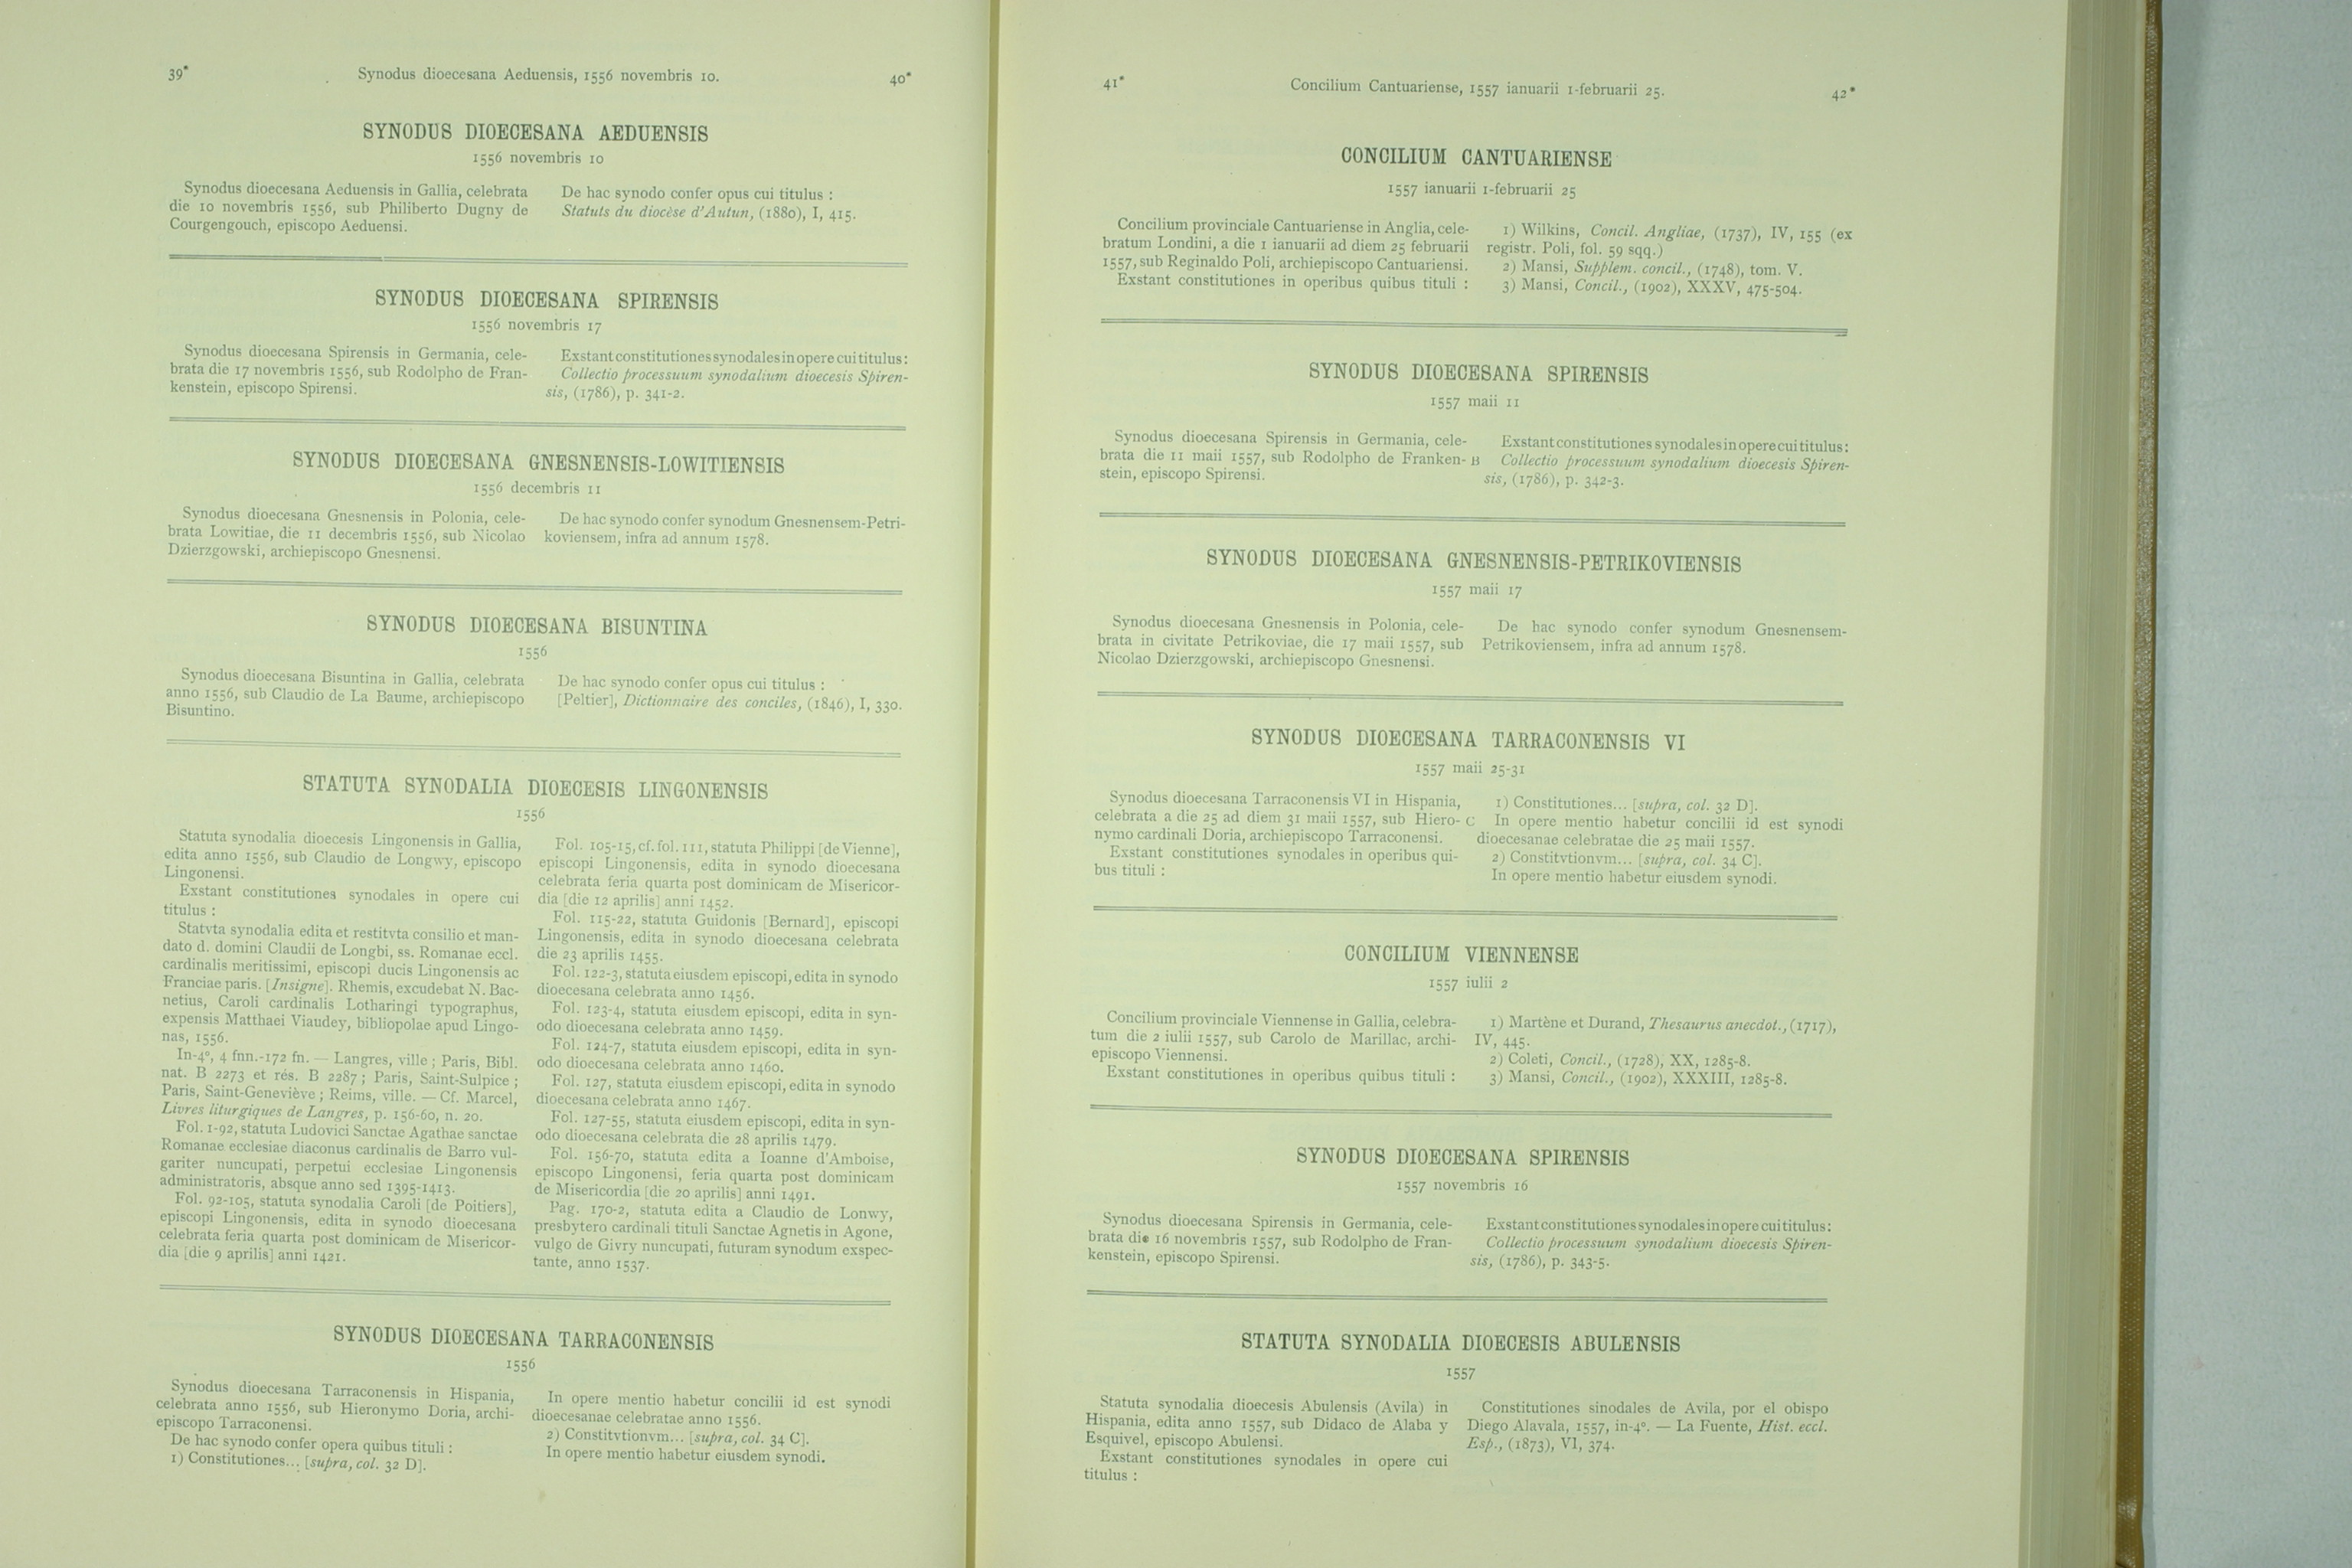 39*
Synodus dioecesana Aeduensis, 1556 novembris 10.
40*
SYNODUS DIOECESANA AEDUENSIS
1556 novembris 10
Synodus dioecesana Aeduensis in Gallia, celebrata
die 10 novembris 1556, sub Philiberto Dugny de
Courgengouch, episcopo Aeduensi.
De hac synodo confer opus cui titulus :
Statuts du diocèse d'Autun, (1880), I, 415.
SYNODUS DIOECESANA SPIRENSIS
1556 novembris 17
Synodus dioecesana Spirensis in Germania, cele-
brata die 17 novembris 1556, sub Rodolpho de Fran-
kenstein, episcopo Spirensi.
Exstant constitutiones synodales in opere cui titulus :
Collectio processuum synodalium dioecesis Spiren-
sis, (1786), p. 341-2.
SYNODUS DIOECESANA GNESNENSIS-LOWITIENSIS
1556 decembris 11
Synodus dioecesana Gnesnensis in Polonia, cele-
brata Lowitiae, die 11 decembris 1556, sub Nicolao
Dzierzgowski, archiepiscopo Gnesnensi.
De hac synodo confer synodum Gnesnensem-Petri-
koviensem, infra ad annum 1578.
SYNODUS DIOECESANA BISUNTINA
1556
Synodus dioecesana Bisuntina in Gallia, celebrata
anno 1556, sub Claudio de La Baume, archiepiscopo
Bisuntino.
De hac synodo confer opus cui titulus :
[Peltier], Dictionnaire des conciles, (1846), I, 330.
STATUTA SYNODALIA DIOECESIS LINGONENSIS
1556
Statuta synodalia dioecesis Lingonensis in Gallia,
edita anno 1556, sub Claudio de Longwy, episcopo
Lingonensi.
Exstant constitutiones synodales in opere cui
titulus :
Statvta synodalia edita et restitvta consilio et man-
dato d. domini Claudii de Longbi, ss. Romanae eccl.
cardinalis meritissimi, episcopi ducis Lingonensis ac
Franciae paris. [Insigne]. Rhemis, excudebat N. Bac-
netius, Caroli cardinalis Lotharingi typographus,
expensis Matthaei Viaudey, bibliopolae apud Lingo-
nas, 1556.
In-4°, 4 fnn.-172 fn. — Langres, ville ; Paris, Bibl.
nat. B 2273 et rés. B 2287 ; Paris, Saint-Sulpice ;
Paris, Saint-Geneviève ; Reims, ville. — Cf. Marcel,
Livres liturgiques de Langres, p. 156-60, n. 20.
Fol. 1-92, statuta Ludovici Sanctae Agathae sanctae
Romanae ecclesiae diaconus cardinalis de Barro vul-
gariter nuncupati, perpetui ecclesiae Lingonensis
administratoris, absque anno sed 1395-1413.
Fol. 92-105, statuta synodalia Caroli [de Poitiers],
episcopi Lingonensis, edita in synodo dioecesana
celebrata feria quarta post dominicam de Misericor-
dia [die 9 aprilis] anni 1421.
Fol. 105-15, cf. fol. 111, statuta Philippi [de Vienne],
episcopi Lingonensis, edita in synodo dioecesana
celebrata feria quarta post dominicam de Misericor-
dia [die 12 aprilis] anni 1452.
Fol. 115-22, statuta Guidonis [Bernard], episcopi
Lingonensis, edita in synodo dioecesana celebrata
die 23 aprilis 1455.
Fol. 122-3, statuta eiusdem episcopi, edita in synodo
dioecesana celebrata anno 1456.
Fol. 123-4, statuta eiusdem episcopi, edita in syn-
odo dioecesana celebrata anno 1459.
Fol. 124-7, statuta eiusdem episcopi, edita in syn-
odo dioecesana celebrata anno 1460.
Fol. 127, statuta eiusdem episcopi, edita in synodo
dioecesana celebrata anno 1467.
Fol. 127-55, statuta eiusdem episcopi, edita in syn-
odo dioecesana celebrata die 28 aprilis 1479.
Fol. 156-70, statuta edita a Ioanne d'Amboise,
episcopo Lingonensi, feria quarta post dominicam
de Misericordia [die 20 aprilis] anni 1491.
Pag. 170-2, statuta edita a Claudio de Lonwy,
presbytero cardinali tituli Sanctae Agnetis in Agone,
vulgo de Givry nuncupati, futuram synodum exspec-
tante, anno 1537.
SYNODUS DIOECESANA TARRACONENSIS
1556
Synodus dioecesana Tarraconensis in Hispania,
celebrata anno 1556, sub Hieronymo Doria, archi-
episcopo Tarraconensi.
De hac synodo confer opera quibus tituli :
1) Constitutiones... [supra, col. 32 D].
In opere mentio habetur concilii id est synodi
dioecesanae celebratae anno 1556.
2) Constitvtionvm... [supra, col. 34 C].
In opere mentio habetur eiusdem synodi.
41*
Concilium Cantuariense, 1557 ianuarii 1-februarii 25.
42*
CONCILIUM CANTUARIENSE
1557 ianuarii 1-februarii 25
Concilium provinciale Cantuariense in Anglia, cele-
bratum Londini, a die 1 ianuarii ad diem 25 februarii
1557, sub Reginaldo Poli, archiepiscopo Cantuariensi.
Exstant constitutiones in operibus quibus tituli :
1) Wilkins, Concil. Angliae, (1737), IV, 155 (ex
registr. Poli, fol. 59 sqq.)
2) Mansi, Supplem. concil., (1748), tom. V.
3) Mansi, Concil., (1902), XXXV, 475-504.
SYNODUS DIOECESANA SPIRENSIS
1557 maii 11
Synodus dioecesana Spirensis in Germania, cele-
brata die 11 maii 1557, sub Rodolpho de Franken-
stein, episcopo Spirensi.
B
Exstant constitutiones synodales in opere cui titulus :
Collectio processuum synodalium dioecesis Spiren-
sis, (1786), p. 342-3.
SYNODUS DIOECESANA GNESNENSIS-PETRIKOVIENSIS
1557 maii 17
Synodus dioecesana Gnesnensis in Polonia, cele-
brata in civitate Petrikoviae, die 17 maii 1557, sub
Nicolao Dzierzgowski, archiepiscopo Gnesnensi.
De hac synodo confer synodum Gnesnensem-
Petrikoviensem, infra ad annum 1578.
SYNODUS DIOECESANA TARRACONENSIS VI
1557 maii 25-31
Synodus dioecesana Tarraconensis VI in Hispania,
celebrata a die 25 ad diem 31 maii 1557, sub Hiero-
nymo cardinali Doria, archiepiscopo Tarraconensi.
Exstant constitutiones synodales in operibus qui-
bus tituli :
C
1) Constitutiones... [supra, col. 32 D].
In opere mentio habetur concilii id est synodi
dioecesanae celebratae die 25 maii 1557.
2) Constitvtionvm... [supra, col. 34 C].
In opere mentio habetur eiusdem synodi.
CONCILIUM VIENNENSE
1557 iulii 2
Concilium provinciale Viennense in Gallia, celebra-
tum die 2 iulii 1557, sub Carolo de Marillac, archi-
episcopo Viennensi.
Exstant constitutiones in operibus quibus tituli :
1) Martène et Durand, Thesaurus anecdot., (1717),
IV, 445.
2) Coleti, Concil., (1728), XX, 1285-8.
3) Mansi, Concil., (1902), XXXIII, 1285-8.
SYNODUS DIOECESANA SPIRENSIS
1557 novembris 16
Synodus dioecesana Spirensis in Germania, cele-
brata die 16 novembris 1557, sub Rodolpho de Fran-
kenstein, episcopo Spirensi.
Exstant constitutiones synodales in opere cui titulus :
Collectio processuum synodalium dioecesis Spiren-
sis, (1786), p. 343-5.
STATUTA SYNODALIA DIOECESIS ABULENSIS
1557
Statuta synodalia dioecesis Abulensis (Avila) in
Hispania, edita anno 1557, sub Didaco de Alaba y
Esquivel, episcopo Abulensi.
Exstant constitutiones synodales in opere cui
titulus :
Constitutiones sinodales de Avila, por el obispo
Diego Alavala, 1557, in-4°. — La Fuente, Hist. eccl.
Esp., (1873), VI, 374.